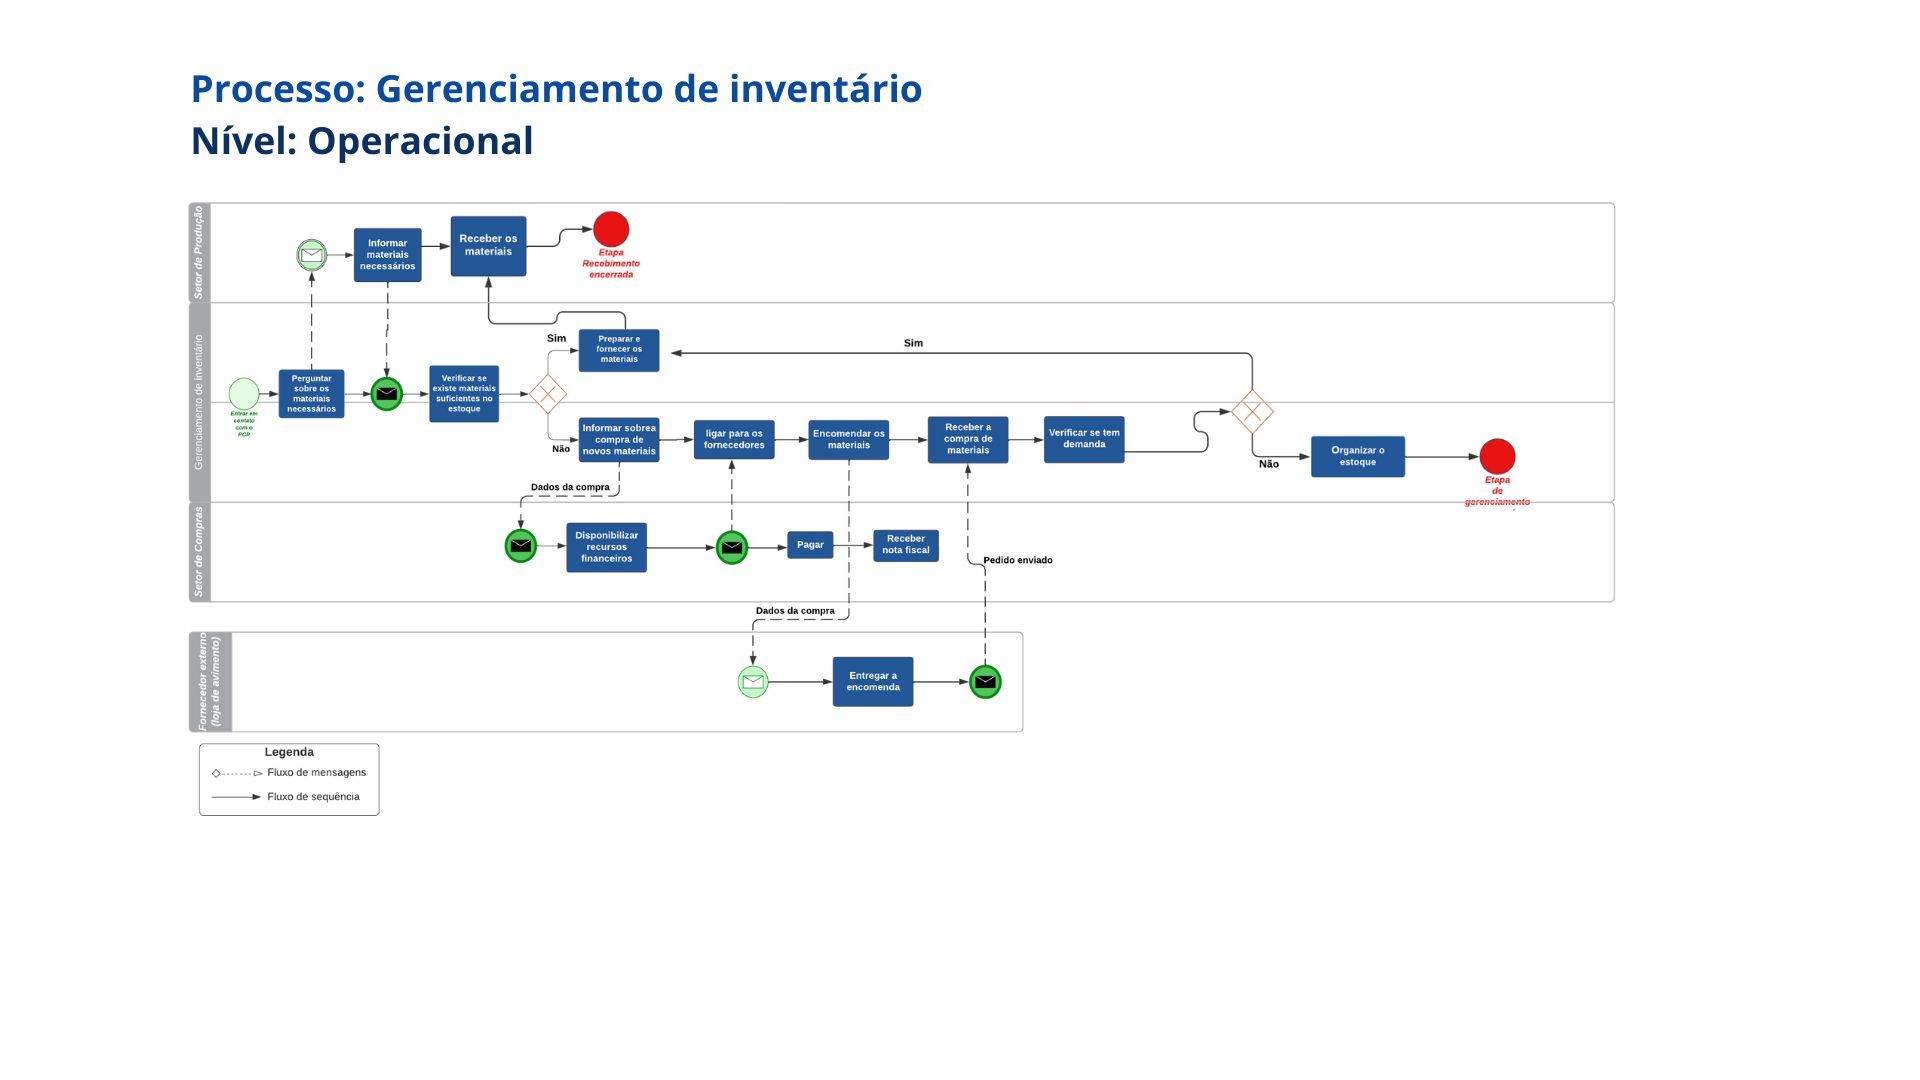 Processo: Gerenciamento de inventário
Nível: Operacional
Setor de Produção
Informar
materiais
necessários
Receber os
materiais
Etapa
Recebimento
encerrada
Gerenciamento de inventário
Entrar em
contato
com o
PCP
Perguntar
sobre os
materiais
necessários
Verificar se
existe materiais
suficientes no
estoque
Sim
Preparar e
fornecer os
materiais
Sim
Não
Informar sobrea
compra de
novos materiais
ligar para os
fornecedores
Encomendar os
materiais
Receber a
compra de
materiais
Verificar se tem
demanda
Não
Organizar o
estoque
Etapa
de
gerenciamento
Dados da compra
Setor de Compras
Disponibilizar
recursos
financeiros
Pagar
Receber
nota fiscal
Pedido enviado
Dados da compra
Fornecedor externo
(loja de avimento)
Entregar a
encomenda
Legenda
Fluxo de mensagens
Fluxo de sequência